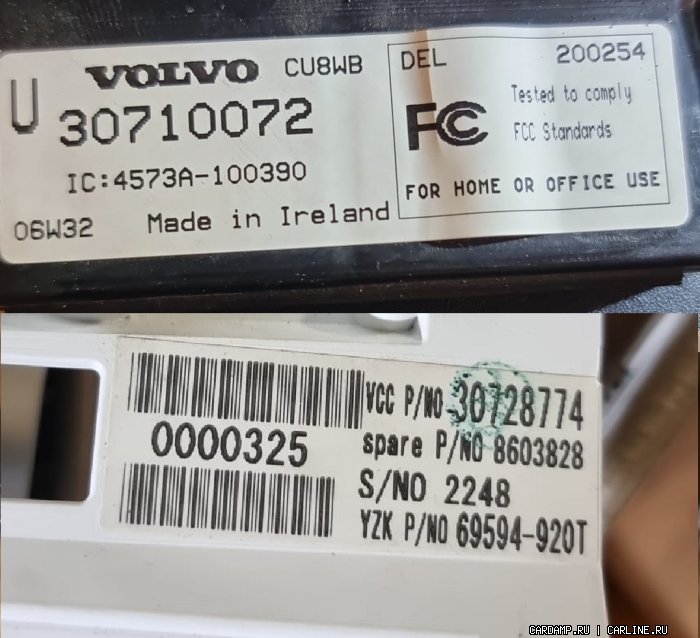 U VOLVO CU8WB
30710072
IC:4573A-100390
06W32 Made in Ireland
DEL 200254
FC Tested to comply
FCC Standards
FOR HOME OR OFFICE USE
VCC P/NO 30728774
0000325
spare P/NO 8603828
S/NO 2248
YZK P/NO 69594-920T
CARDAMP.RU | CARLINE.RU